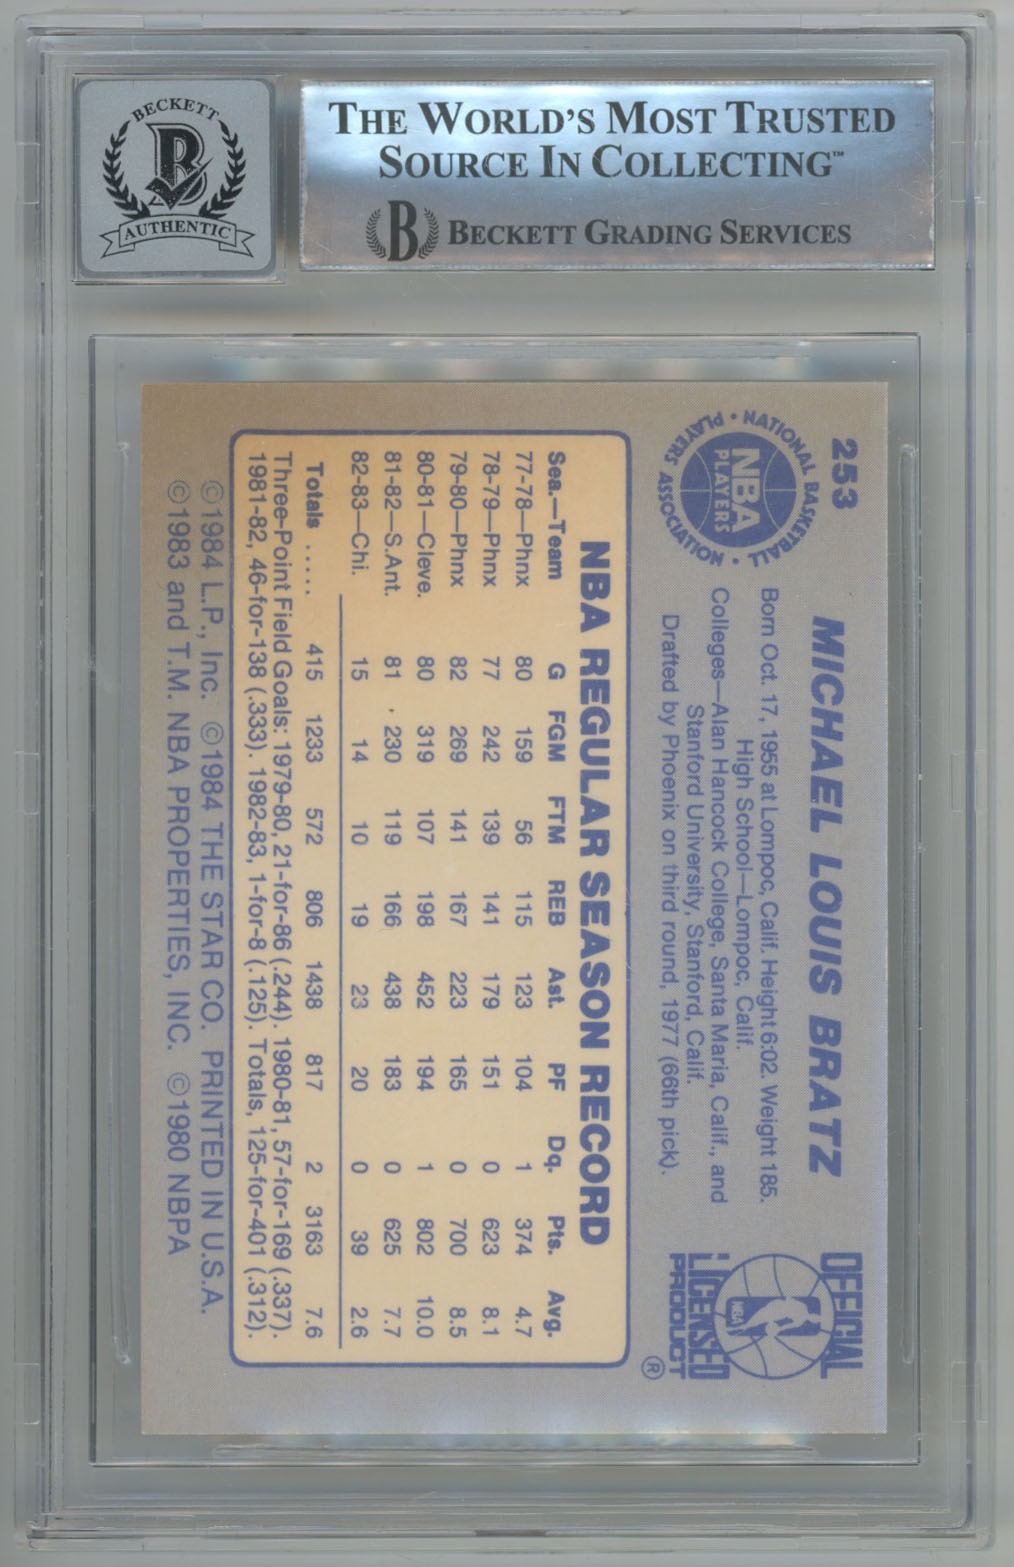 BECKETT
AUTHENTIC
THE WORLD'S MOST TRUSTED
SOURCE IN COLLECTING™
B BECKETT GRADING SERVICES
253
NATIONAL BASKETBALL PLAYERS ASSOCIATION
NBA
PLAYERS
MICHAEL LOUIS BRATZ
Born Oct. 17, 1955 at Lompoc, Calif. Height 6:02. Weight 185.
High School—Lompoc, Calif.
Colleges—Alan Hancock College, Santa Maria, Calif., and
Stanford University, Stanford, Calif.
Drafted by Phoenix on third round, 1977 (66th pick).
OFFICIAL
NBA
LICENSED
PRODUCT
®
NBA REGULAR SEASON RECORD
Sea.—Team G FGM FTM REB Ast. PF Dq. Pts. Avg.
77-78—Phnx 80 159 56 115 123 104 1 374 4.7
78-79—Phnx 77 242 139 141 179 151 0 623 8.1
79-80—Phnx 82 269 141 167 223 165 0 700 8.5
80-81—Cleve. 80 319 107 198 452 194 1 802 10.0
81-82—S.Ant. 81 230 119 166 438 183 0 625 7.7
82-83—Chi. 15 14 10 19 23 20 0 39 2.6
Totals ..... 415 1233 572 806 1438 817 2 3163 7.6
Three-Point Field Goals: 1979-80, 21-for-86 (.244). 1980-81, 57-for-169 (.337).
1981-82, 46-for-138 (.333). 1982-83, 1-for-8 (.125). Totals, 125-for-401 (.312).
©1984 L.P., Inc. ©1984 THE STAR CO. PRINTED IN U.S.A.
©1983 and T.M. NBA PROPERTIES, INC. ©1980 NBPA